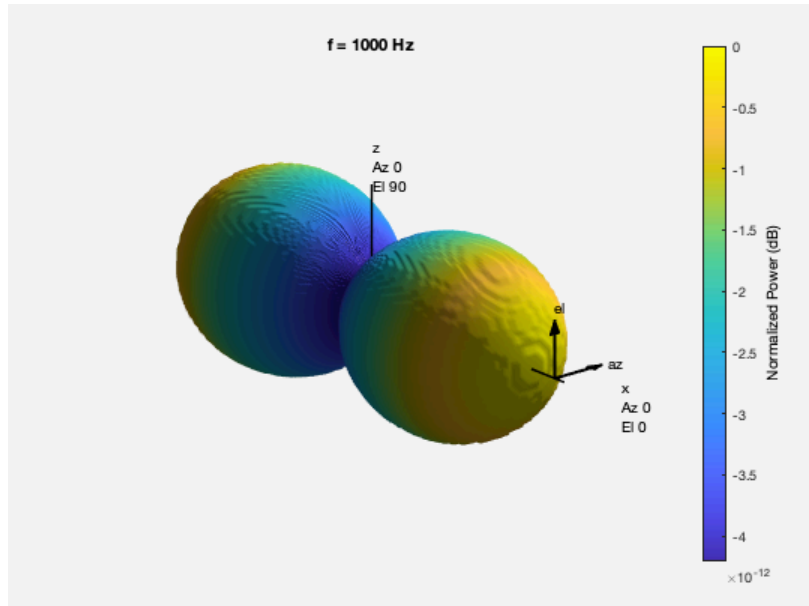 f = 1000 Hz
z
Az 0
El 90
el
az
x
Az 0
El 0
0
-0.5
-1
-1.5
-2
-2.5
-3
-3.5
-4
×10⁻¹²
Normalized Power (dB)